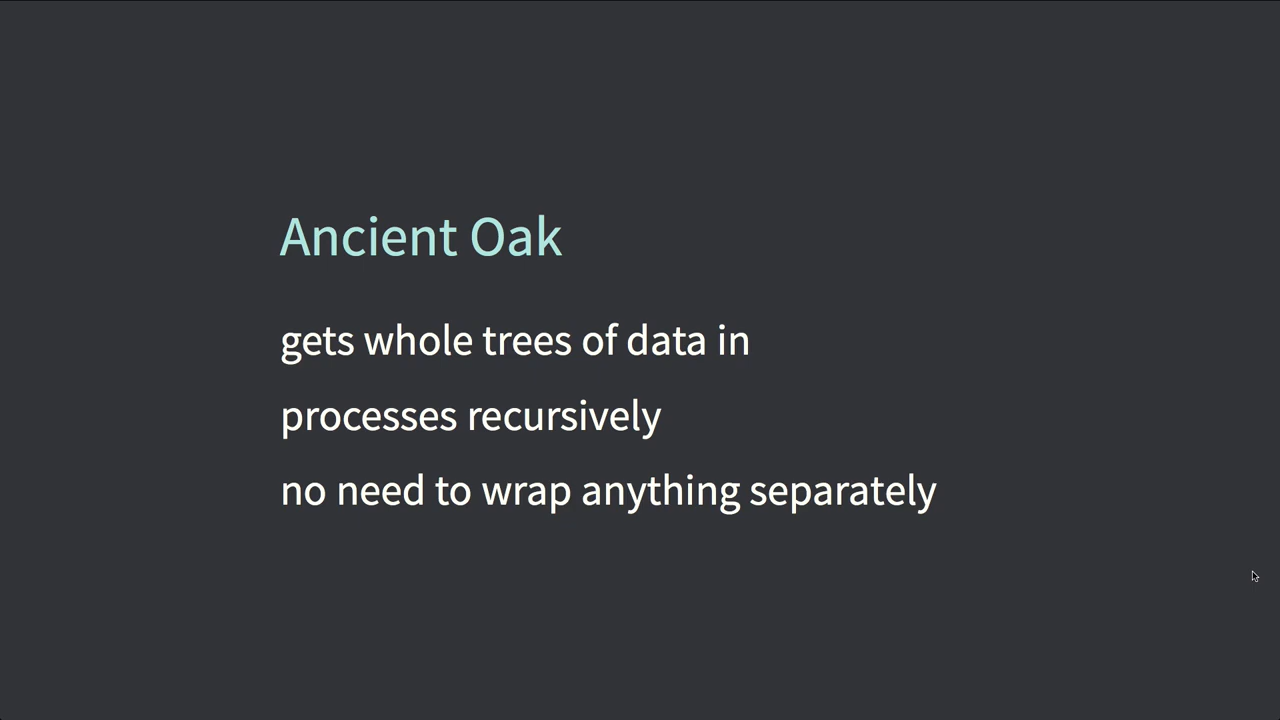 Ancient Oak
gets whole trees of data in
processes recursively
no need to wrap anything separately